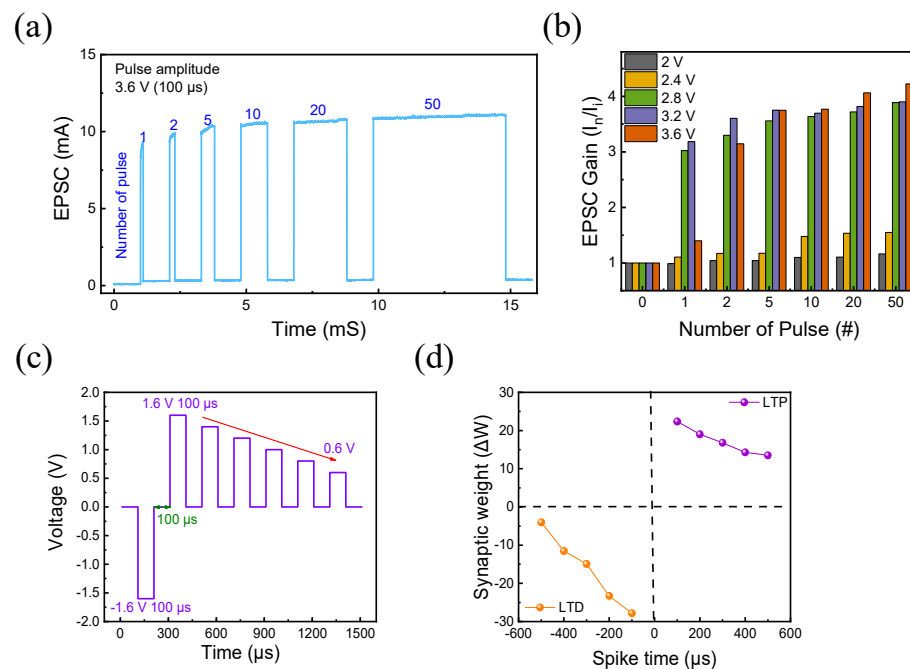 (a)
Pulse amplitude
3.6 V (100 µs)
1
2
5
10
20
50
Number of pulse
EPSC (mA)
15
10
5
0
0
5
10
15
Time (mS)
(b)
2 V
2.4 V
2.8 V
3.2 V
3.6 V
EPSC Gain (In/Ii)
4
3
2
1
0
1
2
5
10
20
50
Number of Pulse (#)
(c)
2.0
1.5
1.0
0.5
0.0
-0.5
-1.0
-1.5
-2.0
Voltage (V)
1.6 V 100 µs
0.6 V
100 µs
-1.6 V 100 µs
0
300
600
900
1200
1500
Time (µs)
(d)
30
20
10
0
-10
-20
-30
Synaptic weight (ΔW)
LTP
LTD
-600
-400
-200
0
200
400
600
Spike time (µs)